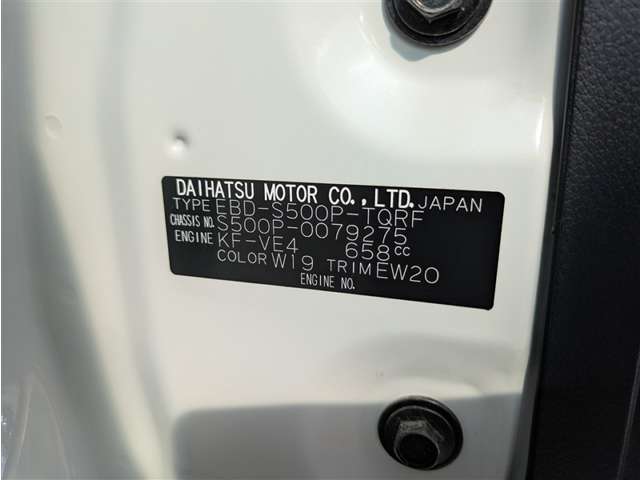 DAIHATSU MOTOR CO., LTD. JAPAN
TYPE EBD-S500P-TQRF
CHASSIS NO. S500P-0079275
ENGINE KF-VE4 658cc
COLOR W19 TRIM EW20
ENGINE NO.